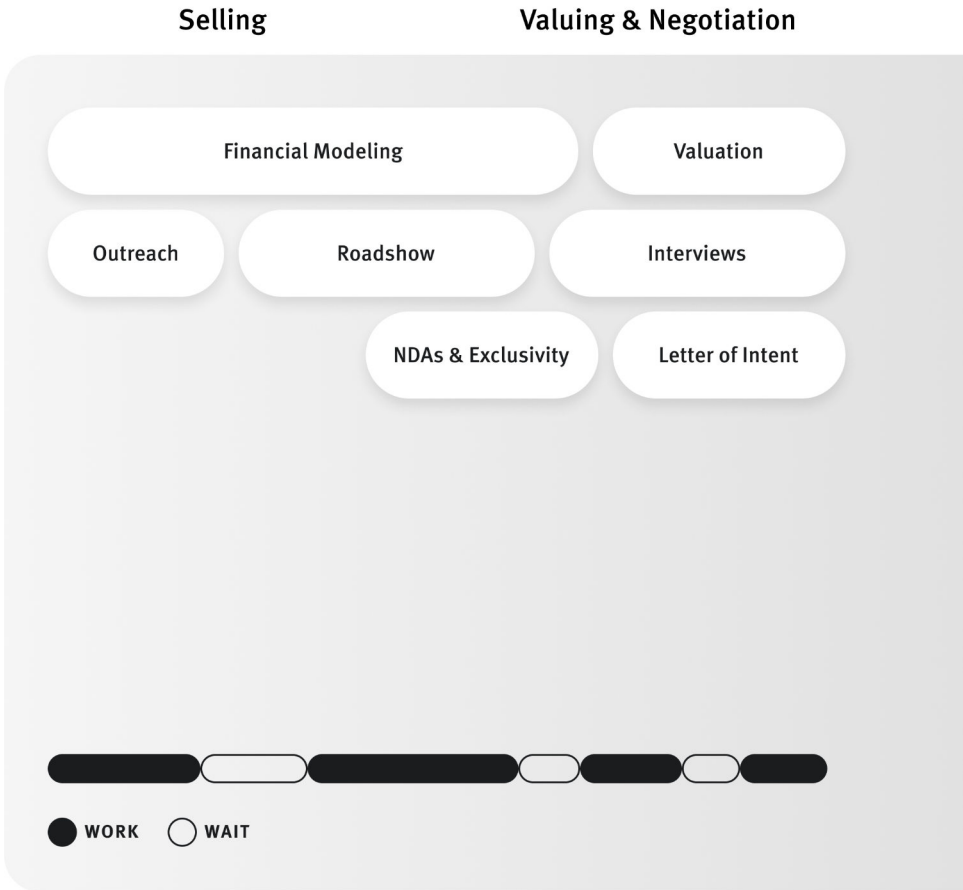 Selling
Valuing & Negotiation
Financial Modeling
Valuation
Outreach
Roadshow
Interviews
NDAs & Exclusivity
Letter of Intent
WORK
WAIT